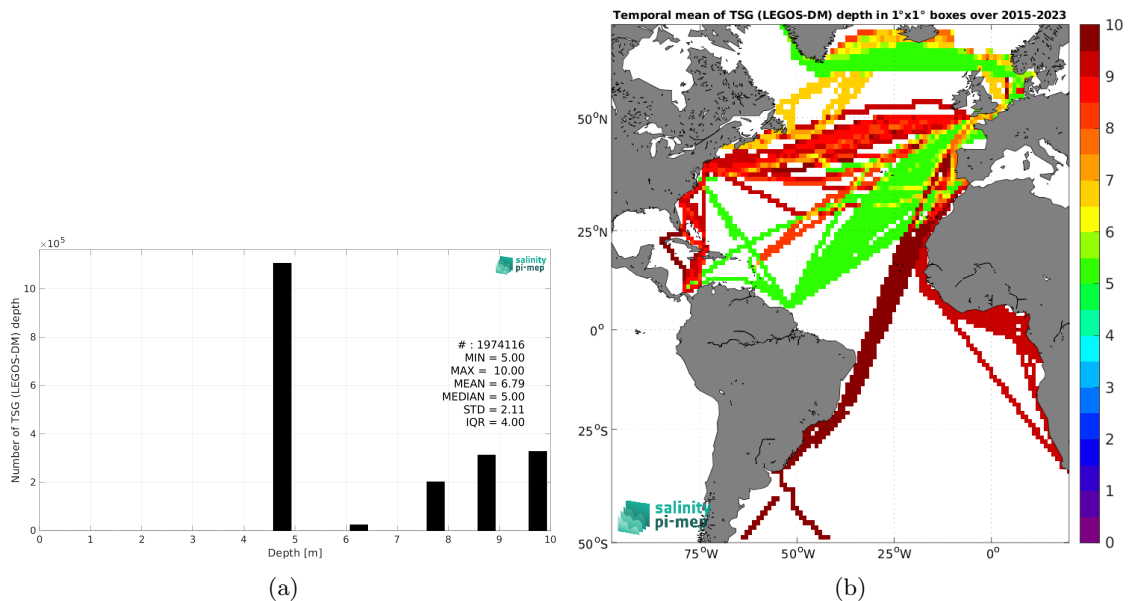 ×10⁵
10
8
6
4
2
0
Number of TSG (LEGOS-DM) depth
salinity
pi-mep
# : 1974116
MIN = 5.00
MAX = 10.00
MEAN = 6.79
MEDIAN = 5.00
STD = 2.11
IQR = 4.00
0 1 2 3 4 5 6 7 8 9 10
Depth [m]
(a)
Temporal mean of TSG (LEGOS-DM) depth in 1°x1° boxes over 2015-2023
50°N
25°N
0°
25°S
50°S
75°W 50°W 25°W 0°
salinity
pi-mep
10
9
8
7
6
5
4
3
2
1
0
(b)